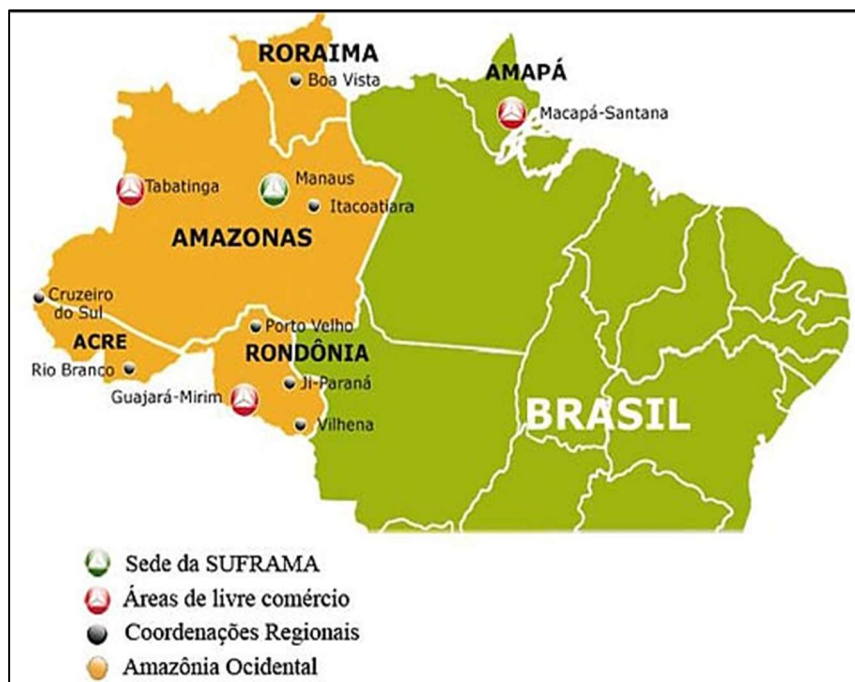 RORAIMA
Boa Vista
AMAPÁ
Macapá-Santana
Tabatinga
Manaus
Itacoatiara
AMAZONAS
Cruzeiro
do Sul
Porto Velho
ACRE
RONDÔNIA
Rio Branco
Ji-Paraná
Guajará-Mirim
Vilhena
BRASIL
Sede da SUFRAMA
Áreas de livre comércio
Coordenações Regionais
Amazônia Ocidental